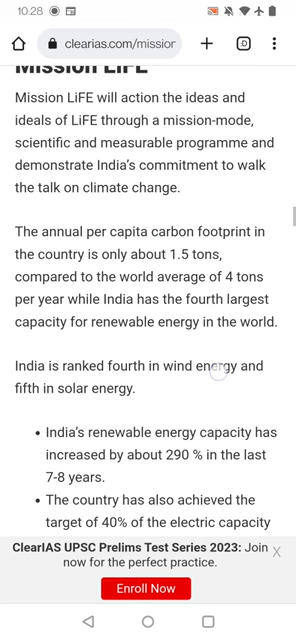 10:28
clearias.com/mission
:D
Mission LiFE
Mission LiFE will action the ideas and
ideals of LiFE through a mission-mode,
scientific and measurable programme and
demonstrate India's commitment to walk
the talk on climate change.
The annual per capita carbon footprint in
the country is only about 1.5 tons,
compared to the world average of 4 tons
per year while India has the fourth largest
capacity for renewable energy in the world.
India is ranked fourth in wind energy and
fifth in solar energy.
• India's renewable energy capacity has
increased by about 290 % in the last
7-8 years.
• The country has also achieved the
target of 40% of the electric capacity
ClearIAS UPSC Prelims Test Series 2023: Join
now for the perfect practice.
X
Enroll Now